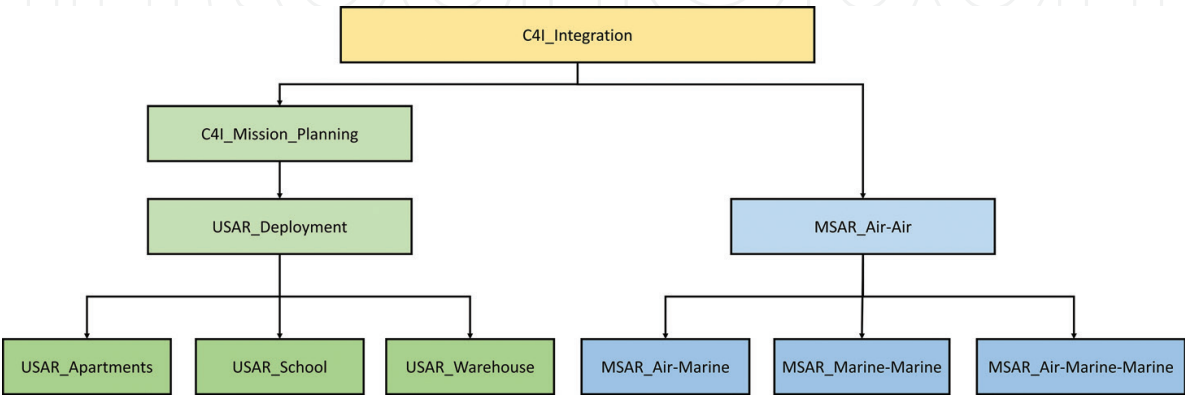 C4I_Integration
C4I_Mission_Planning
USAR_Deployment
MSAR_Air-Air
USAR_Apartments
USAR_School
USAR_Warehouse
MSAR_Air-Marine
MSAR_Marine-Marine
MSAR_Air-Marine-Marine